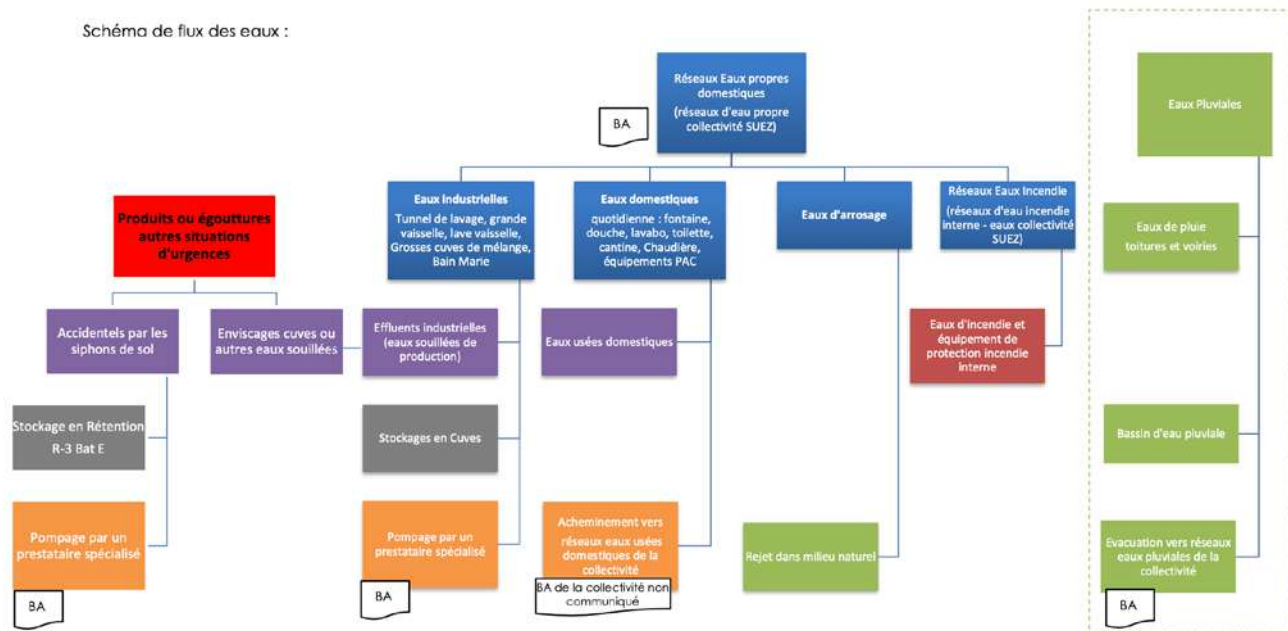 Schéma de flux des eaux :
Réseaux Eaux propres
domestiques
(réseaux d'eau propre
collectivité SUEZ)
BA
Eaux Pluviales
Produits ou égouttures
autres situations
d'urgences
Eaux industrielles
Tunnel de lavage, grande
vaisselle, lave vaisselle,
Grosses cuves de mélange,
Bain Marie
Eaux domestiques
quotidienne : fontaine,
douche, lavabo, toilette,
cantine, Chaudière,
équipements PAC
Eaux d'arrosage
Réseaux Eaux Incendie
(réseaux d'eau incendie
interne - eaux collectivité
SUEZ)
Eaux de pluie
toitures et voiries
Accidentels par les
siphons de sol
Enviscages cuves ou
autres eaux souillées
Effluents industrielles
(eaux souillées de
production)
Eaux usées domestiques
Eaux d'incendie et
équipement de
protection incendie
interne
Stockage en Rétention
R-3 Bat E
Stockages en Cuves
Bassin d'eau pluviale
Pompage par un
prestataire spécialisé
BA
Pompage par un
prestataire spécialisé
BA
Acheminement vers
réseaux eaux usées
domestiques de la
collectivité
BA de la collectivité non
communiqué
Rejet dans milieu naturel
Evacuation vers réseaux
eaux pluviales de la
collectivité
BA